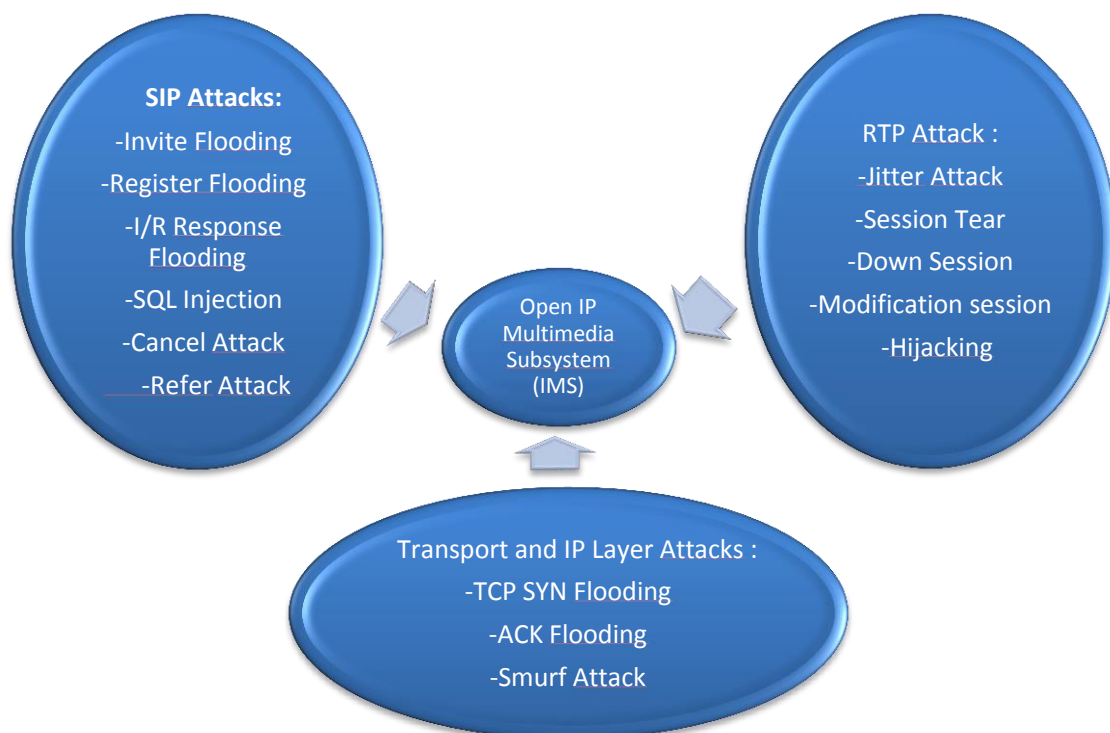 SIP Attacks:
-Invite Flooding
-Register Flooding
-I/R Response
Flooding
-SQL Injection
-Cancel Attack
-Refer Attack
RTP Attack :
-Jitter Attack
-Session Tear
-Down Session
-Modification session
-Hijacking
Open IP
Multimedia
Subsystem
(IMS)
Transport and IP Layer Attacks :
-TCP SYN Flooding
-ACK Flooding
-Smurf Attack